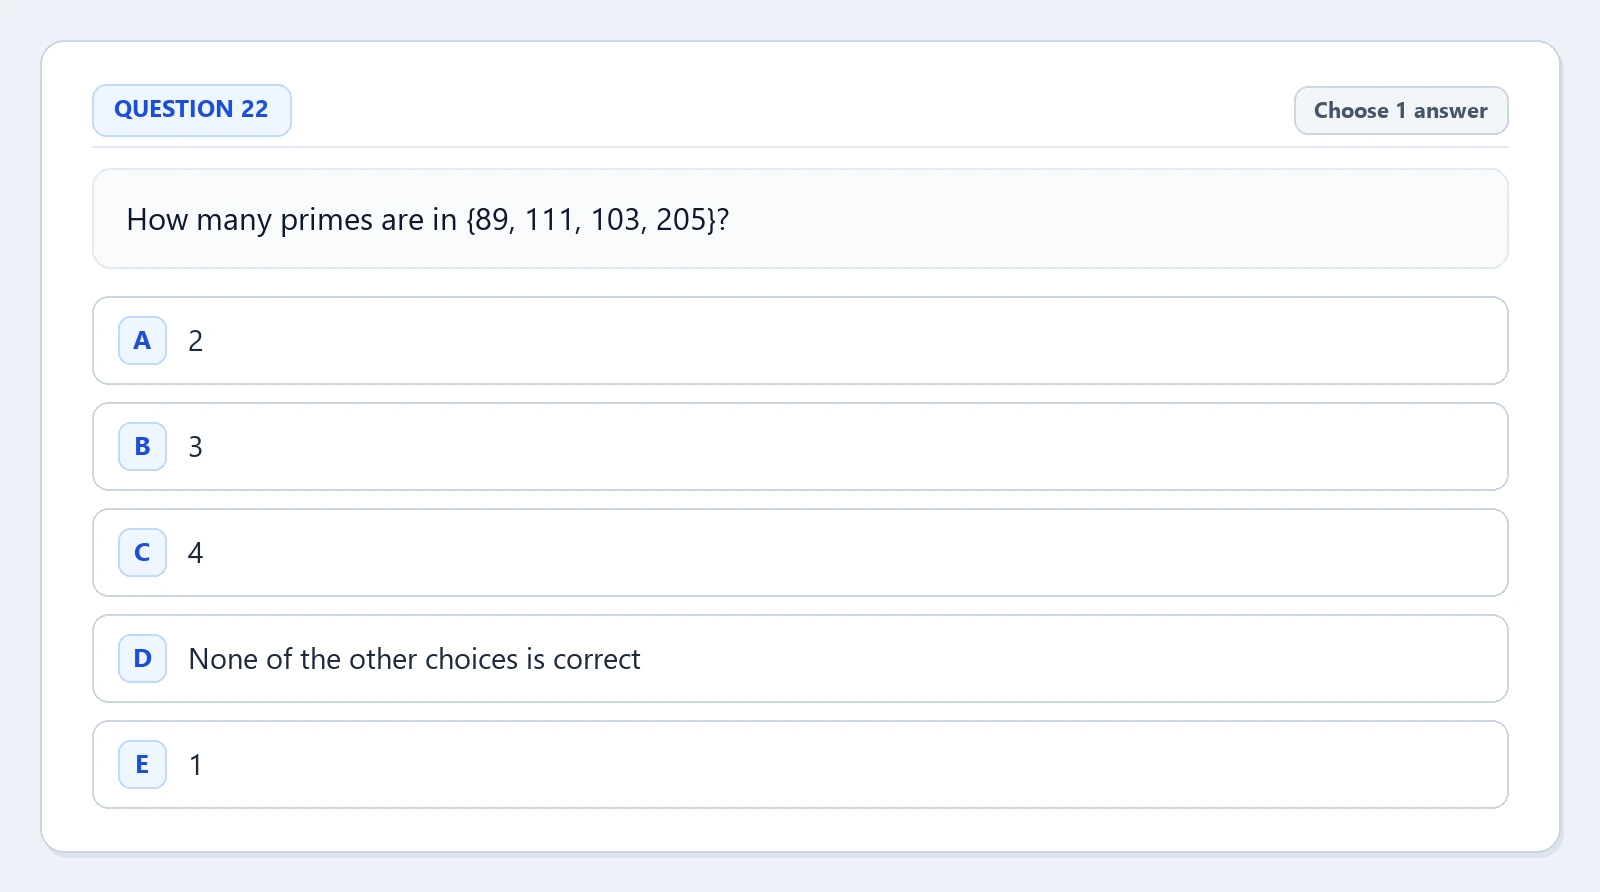 QUESTION 22
Choose 1 answer
How many primes are in {89, 111, 103, 205}?
A 2
B 3
C 4
D None of the other choices is correct
E 1